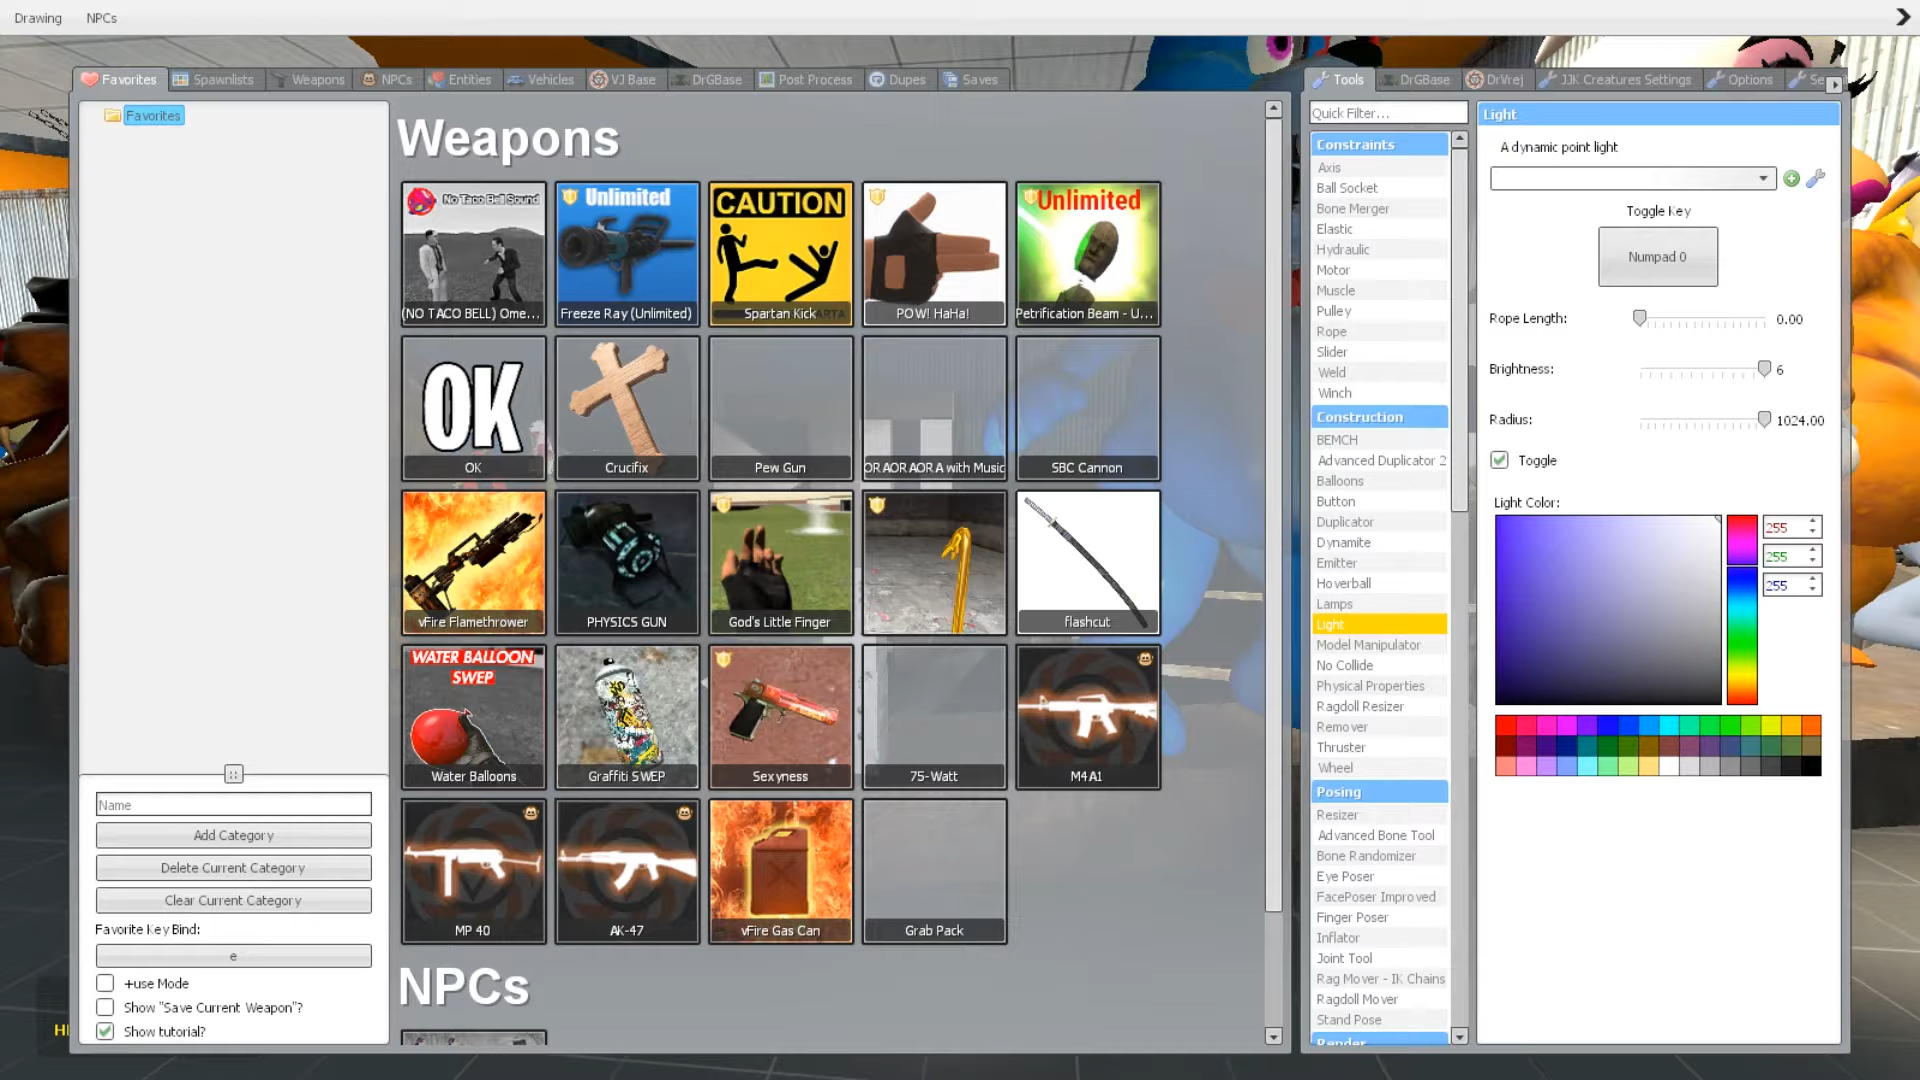 Drawing NPCs
Favorites Spawnlists Weapons NPCs Entities Vehicles VJ Base DrGBase Post Process Dupes Saves
Tools DrGBase DrVrej JJK Creatures Settings Options Se
Favorites
Weapons
No Taco Bell Sound
(NO TACO BELL) Ome...
Unlimited
Freeze Ray (Unlimited)
CAUTION
Spartan Kick
POW! HaHa!
Unlimited
Petrification Beam - U...
OK
OK
Crucifix
Pew Gun
OR AOR AOR A with Music
SBC Cannon
vFire Flamethrower
PHYSICS GUN
God's Little Finger
flashcut
WATER BALLOON
SWEP
Water Balloons
Graffiti SWEP
Sexyness
75-Watt
M4A1
MP 40
AK-47
vFire Gas Can
Grab Pack
NPCs
Name
Add Category
Delete Current Category
Clear Current Category
Favorite Key Bind:
e
+use Mode
Show "Save Current Weapon"?
Show tutorial?
Quick Filter...
Constraints
Axis
Ball Socket
Bone Merger
Elastic
Hydraulic
Motor
Muscle
Pulley
Rope
Slider
Weld
Winch
Construction
BEMCH
Advanced Duplicator 2
Balloons
Button
Duplicator
Dynamite
Emitter
Hoverball
Lamps
Light
Model Manipulator
No Collide
Physical Properties
Ragdoll Resizer
Remover
Thruster
Wheel
Posing
Resizer
Advanced Bone Tool
Bone Randomizer
Eye Poser
FacePoser Improved
Finger Poser
Inflator
Joint Tool
Rag Mover - IK Chains
Ragdoll Mover
Stand Pose
Render
Light
A dynamic point light
Toggle Key
Numpad 0
Rope Length: 0.00
Brightness: 6
Radius: 1024.00
Toggle
Light Color:
255
255
255